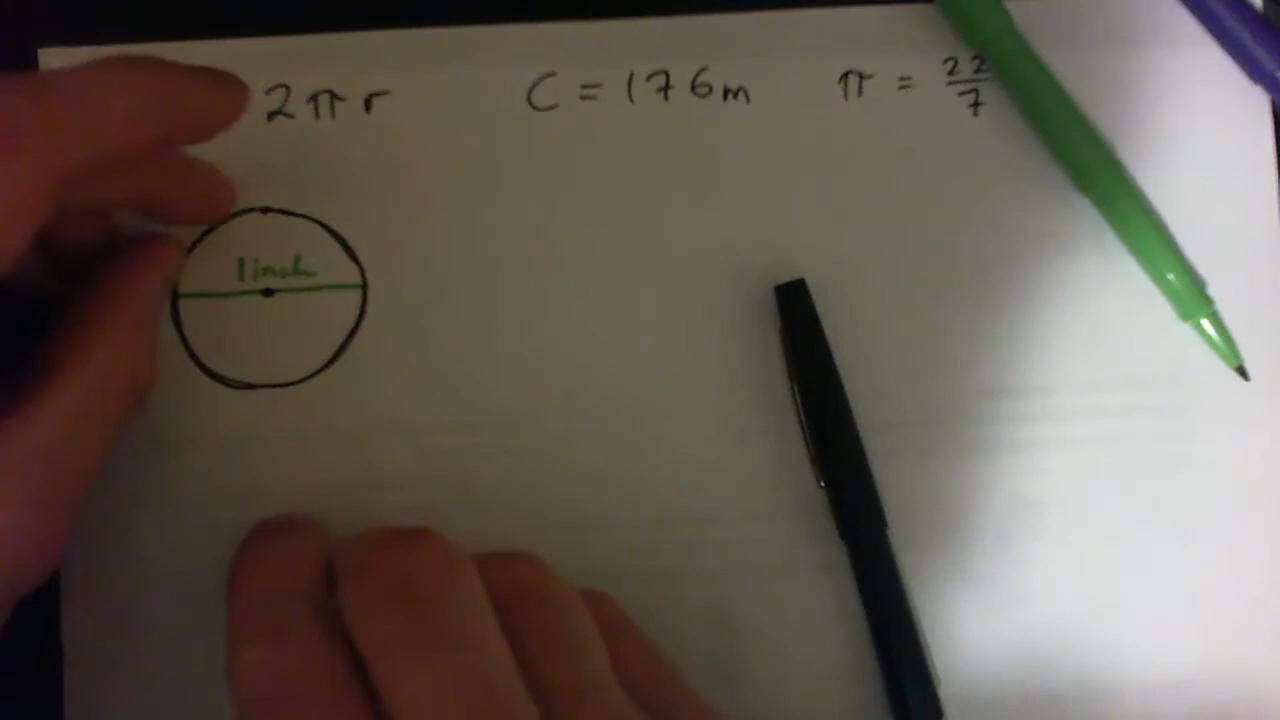 2πr C = 176m π = 22/7
1 inch